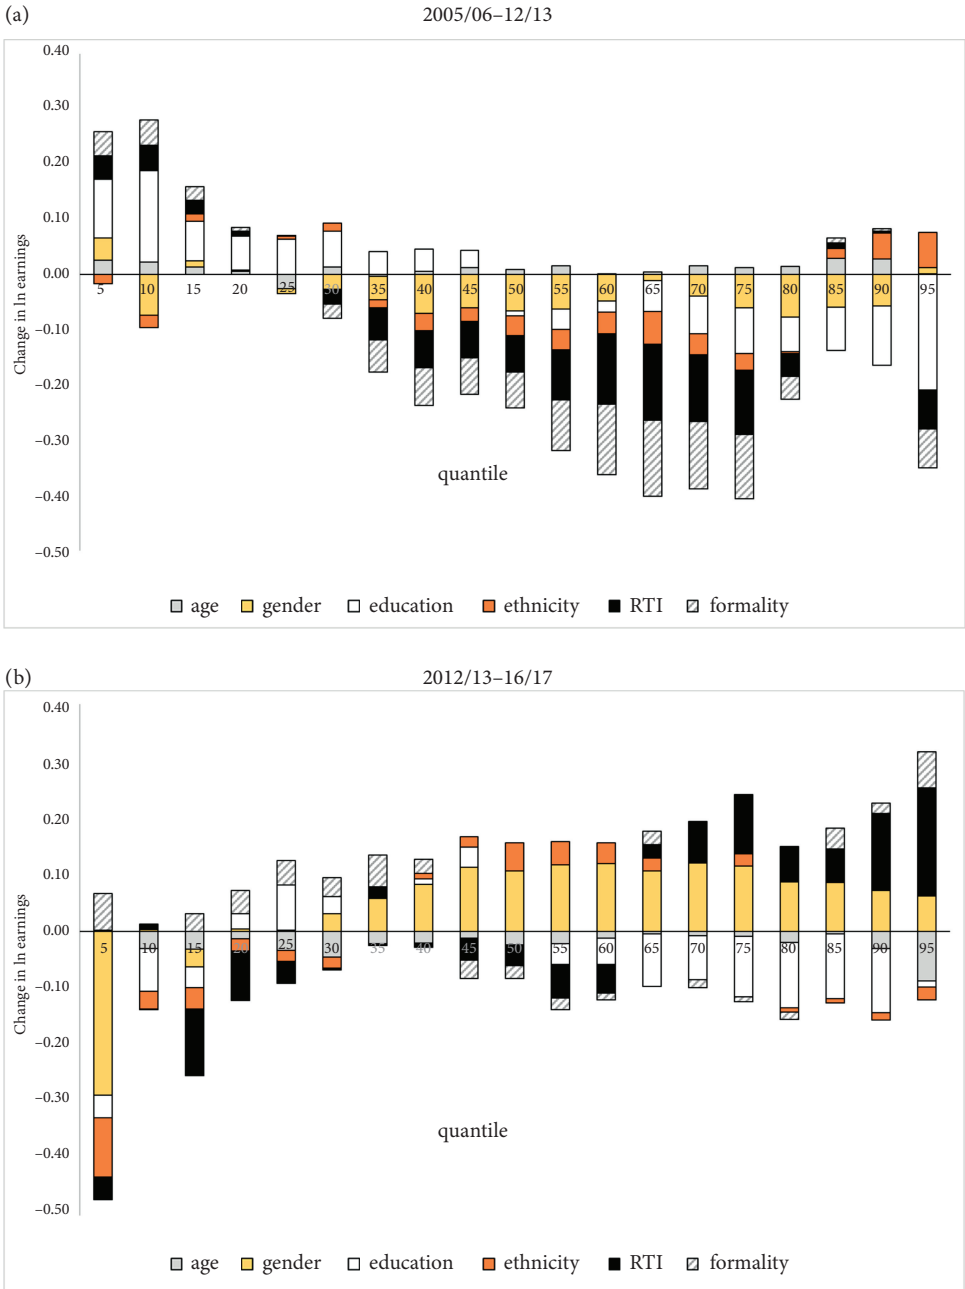 (a)
2005/06–12/13
0.40
0.30
0.20
0.10
0.00
–0.10
–0.20
–0.30
–0.40
–0.50
Change in ln earnings
5 10 15 20 25 30 35 40 45 50 55 60 65 70 75 80 85 90 95
quantile
age gender education ethnicity RTI formality
(b)
2012/13–16/17
0.40
0.30
0.20
0.10
0.00
–0.10
–0.20
–0.30
–0.40
–0.50
Change in ln earnings
5 10 15 20 25 30 35 40 45 50 55 60 65 70 75 80 85 90 95
quantile
age gender education ethnicity RTI formality